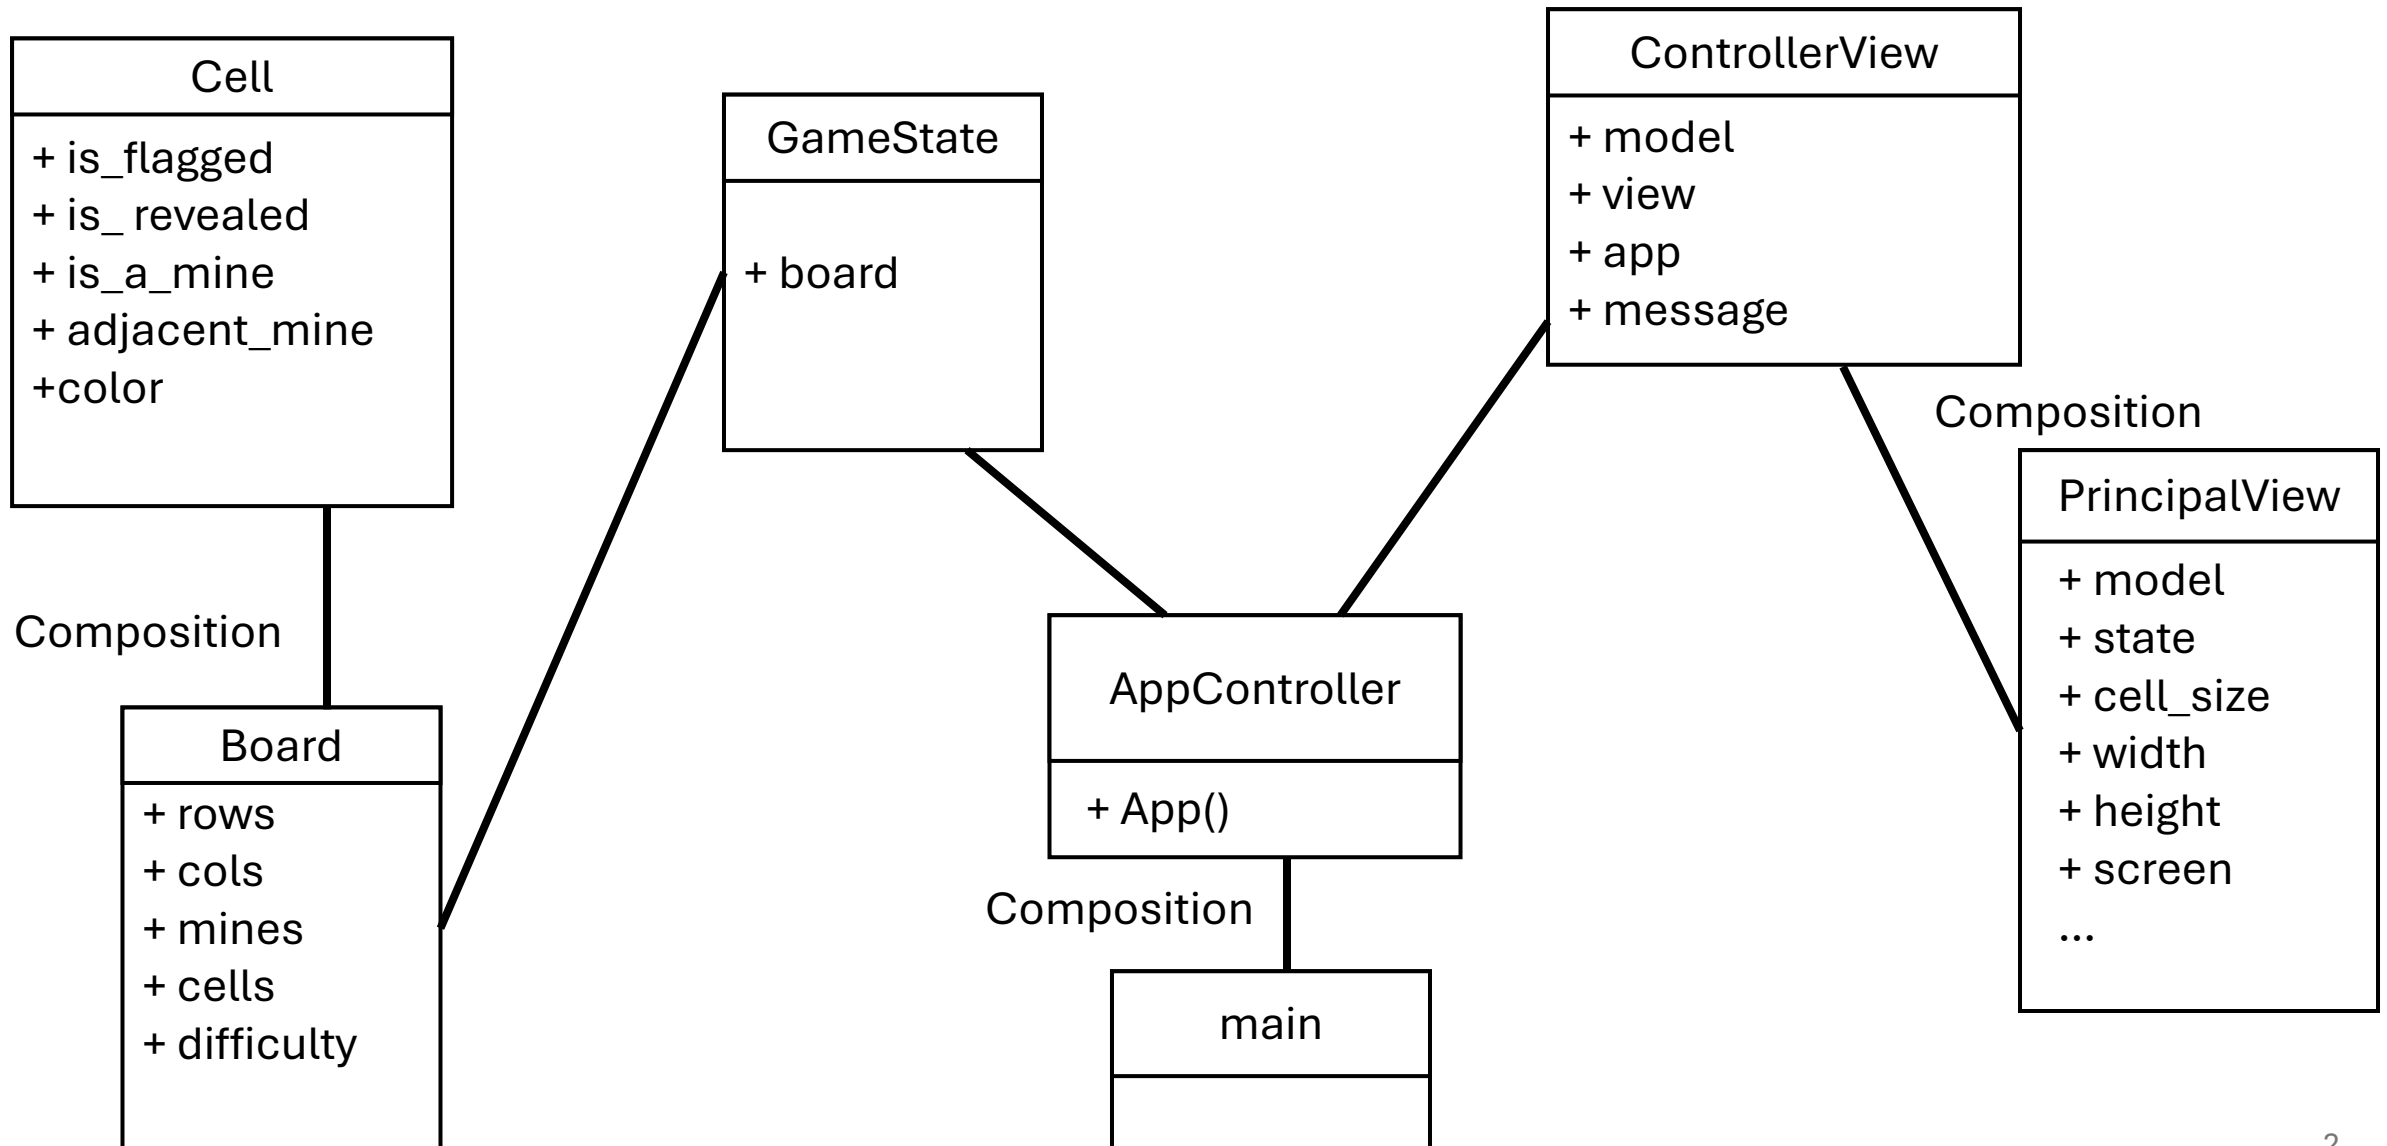 Cell
+ is_flagged
+ is_ revealed
+ is_a_mine
+ adjacent_mine
+color
Composition
Board
+ rows
+ cols
+ mines
+ cells
+ difficulty
GameState
+ board
ControllerView
+ model
+ view
+ app
+ message
Composition
PrincipalView
+ model
+ state
+ cell_size
+ width
+ height
+ screen
...
AppController
+ App()
Composition
main